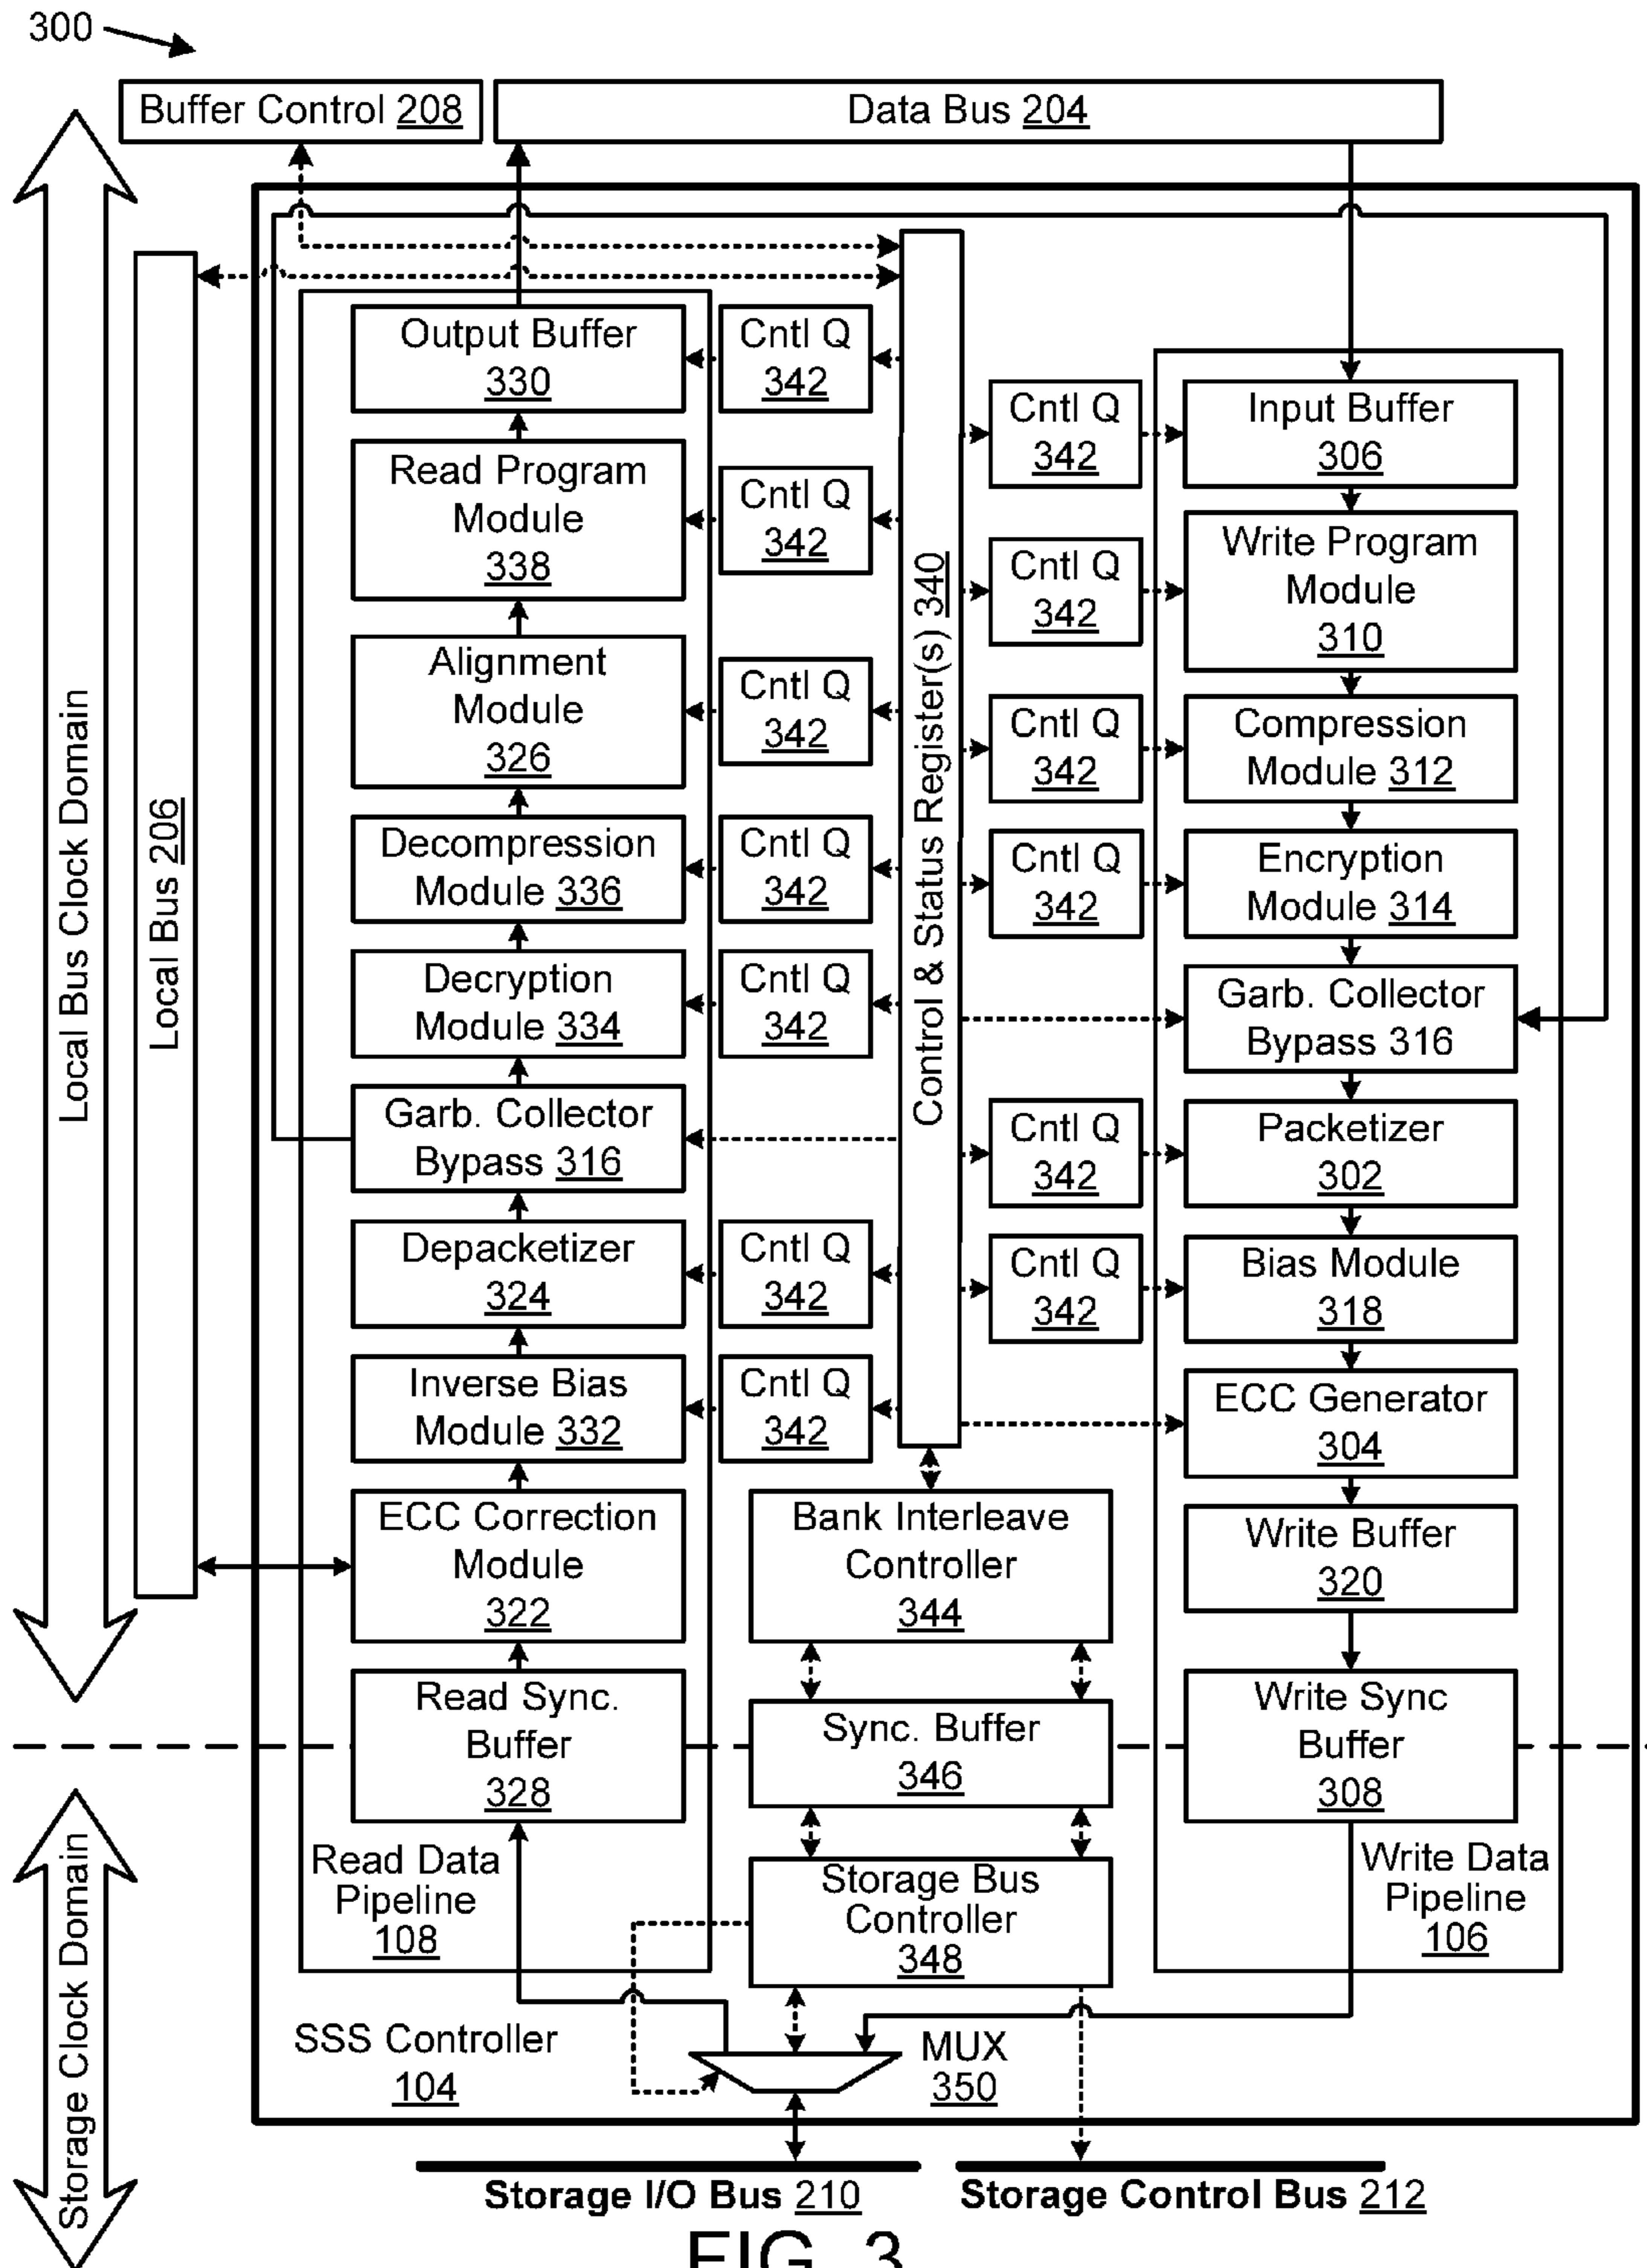 300
Buffer Control 208
Data Bus 204
Local Bus Clock Domain
Local Bus 206
Output Buffer
330
Cntl Q
342
Read Program
Module
338
Cntl Q
342
Alignment
Module
326
Cntl Q
342
Decompression
Module 336
Cntl Q
342
Decryption
Module 334
Cntl Q
342
Garb. Collector
Bypass 316
Depacketizer
324
Cntl Q
342
Inverse Bias
Module 332
Cntl Q
342
ECC Correction
Module
322
Read Sync.
Buffer
328
Read Data
Pipeline
108
Control & Status Register(s) 340
Bank Interleave
Controller
344
Sync. Buffer
346
Storage Bus
Controller
348
Cntl Q
342
Input Buffer
306
Cntl Q
342
Write Program
Module
310
Cntl Q
342
Compression
Module 312
Cntl Q
342
Encryption
Module 314
Garb. Collector
Bypass 316
Cntl Q
342
Packetizer
302
Cntl Q
342
Bias Module
318
ECC Generator
304
Write Buffer
320
Write Sync
Buffer
308
Write Data
Pipeline
106
Storage Clock Domain
SSS Controller
104
MUX
350
Storage I/O Bus 210
Storage Control Bus 212
FIG. 3